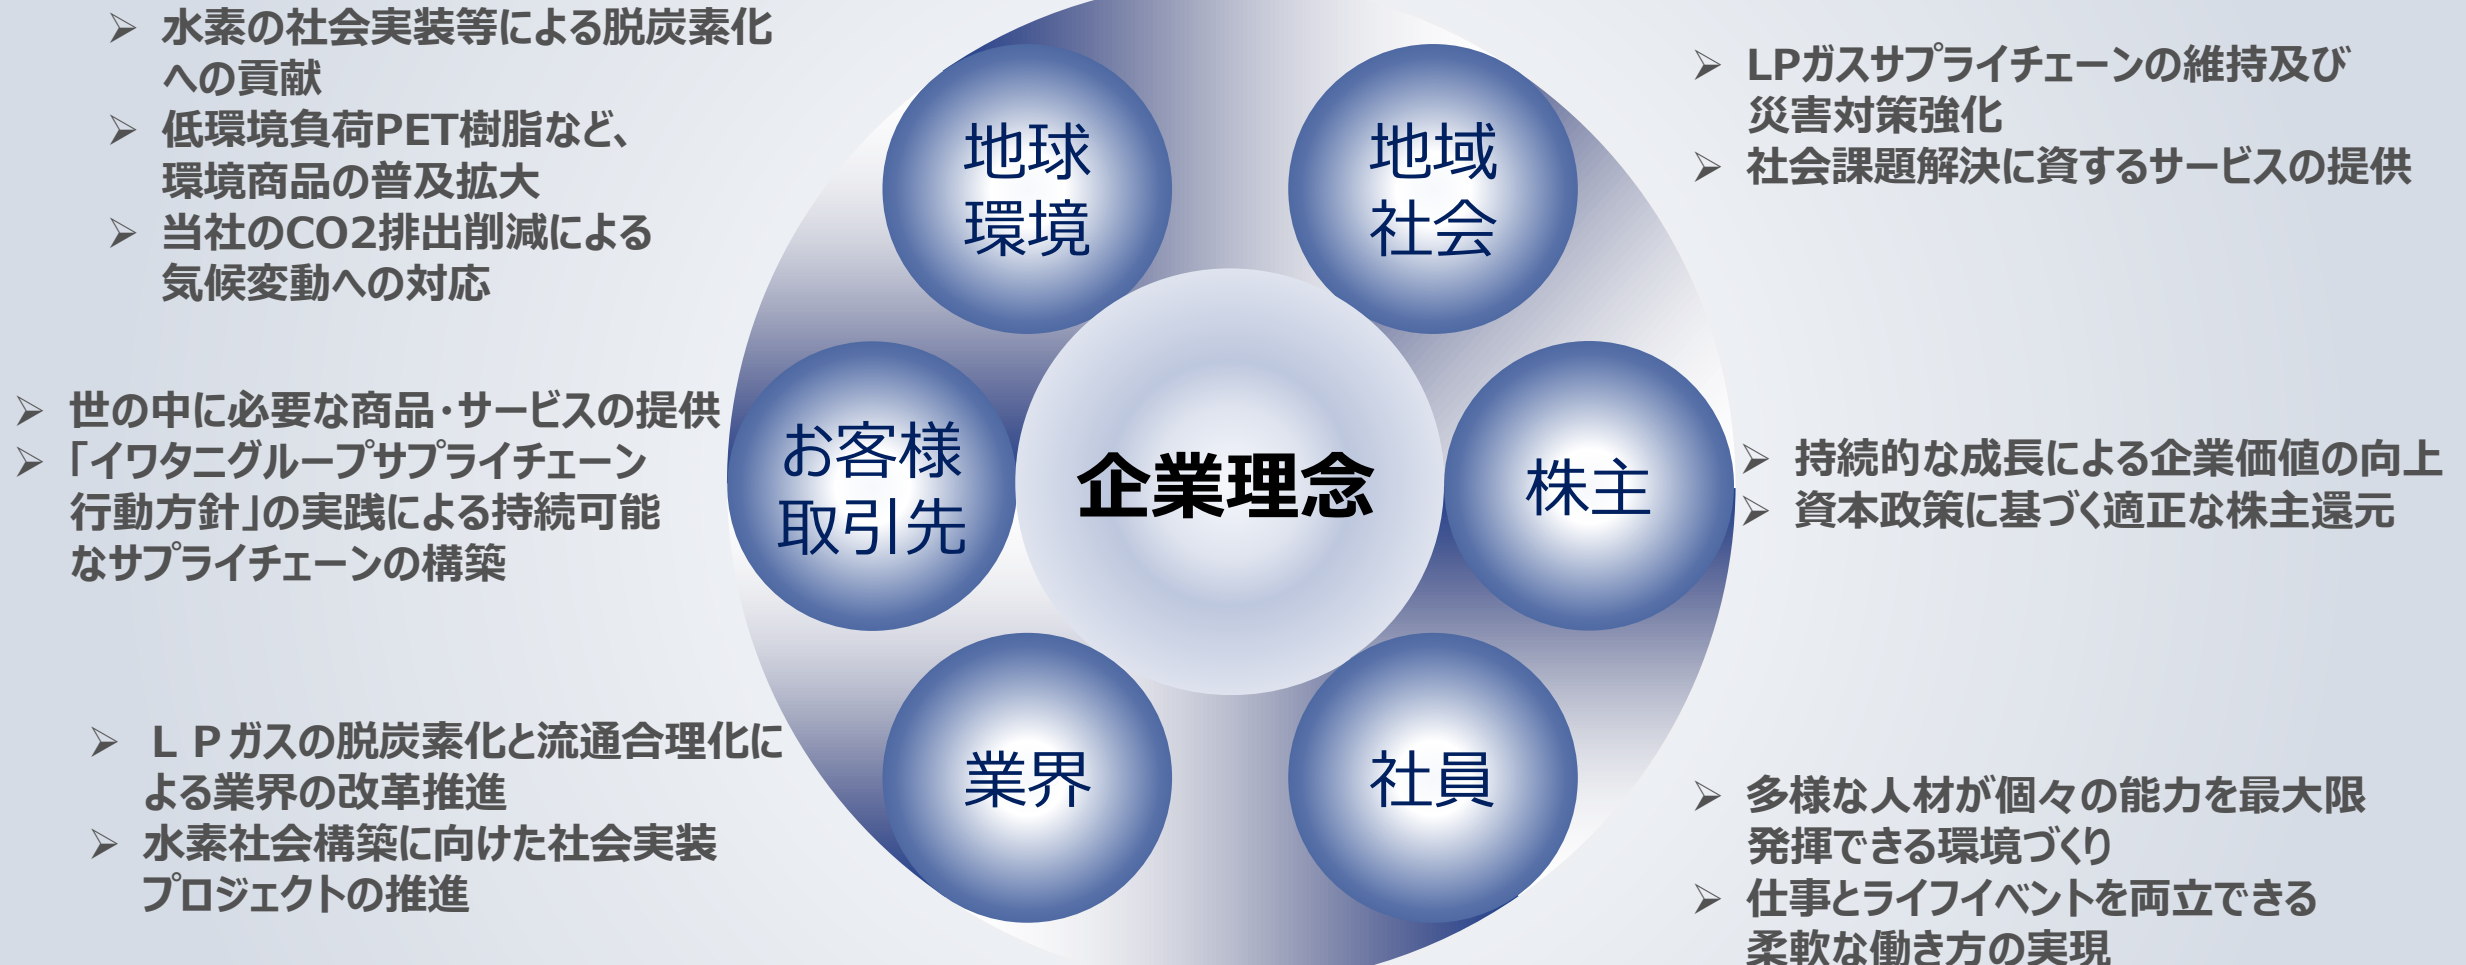 ➢ 水素の社会実装等による脱炭素化
への貢献
➢ 低環境負荷PET樹脂など、
環境商品の普及拡大
➢ 当社のCO2排出削減による
気候変動への対応
地球
環境
地域
社会
➢ LPガスサプライチェーンの維持及び
災害対策強化
➢ 社会課題解決に資するサービスの提供
➢ 世の中に必要な商品・サービスの提供
➢ 「イワタニグループサプライチェーン
行動方針」の実践による持続可能
なサプライチェーンの構築
お客様
取引先
企業理念
株主
➢ 持続的な成長による企業価値の向上
➢ 資本政策に基づく適正な株主還元
➢ ＬＰガスの脱炭素化と流通合理化に
よる業界の改革推進
➢ 水素社会構築に向けた社会実装
プロジェクトの推進
業界
社員
➢ 多様な人材が個々の能力を最大限
発揮できる環境づくり
➢ 仕事とライフイベントを両立できる
柔軟な働き方の実現